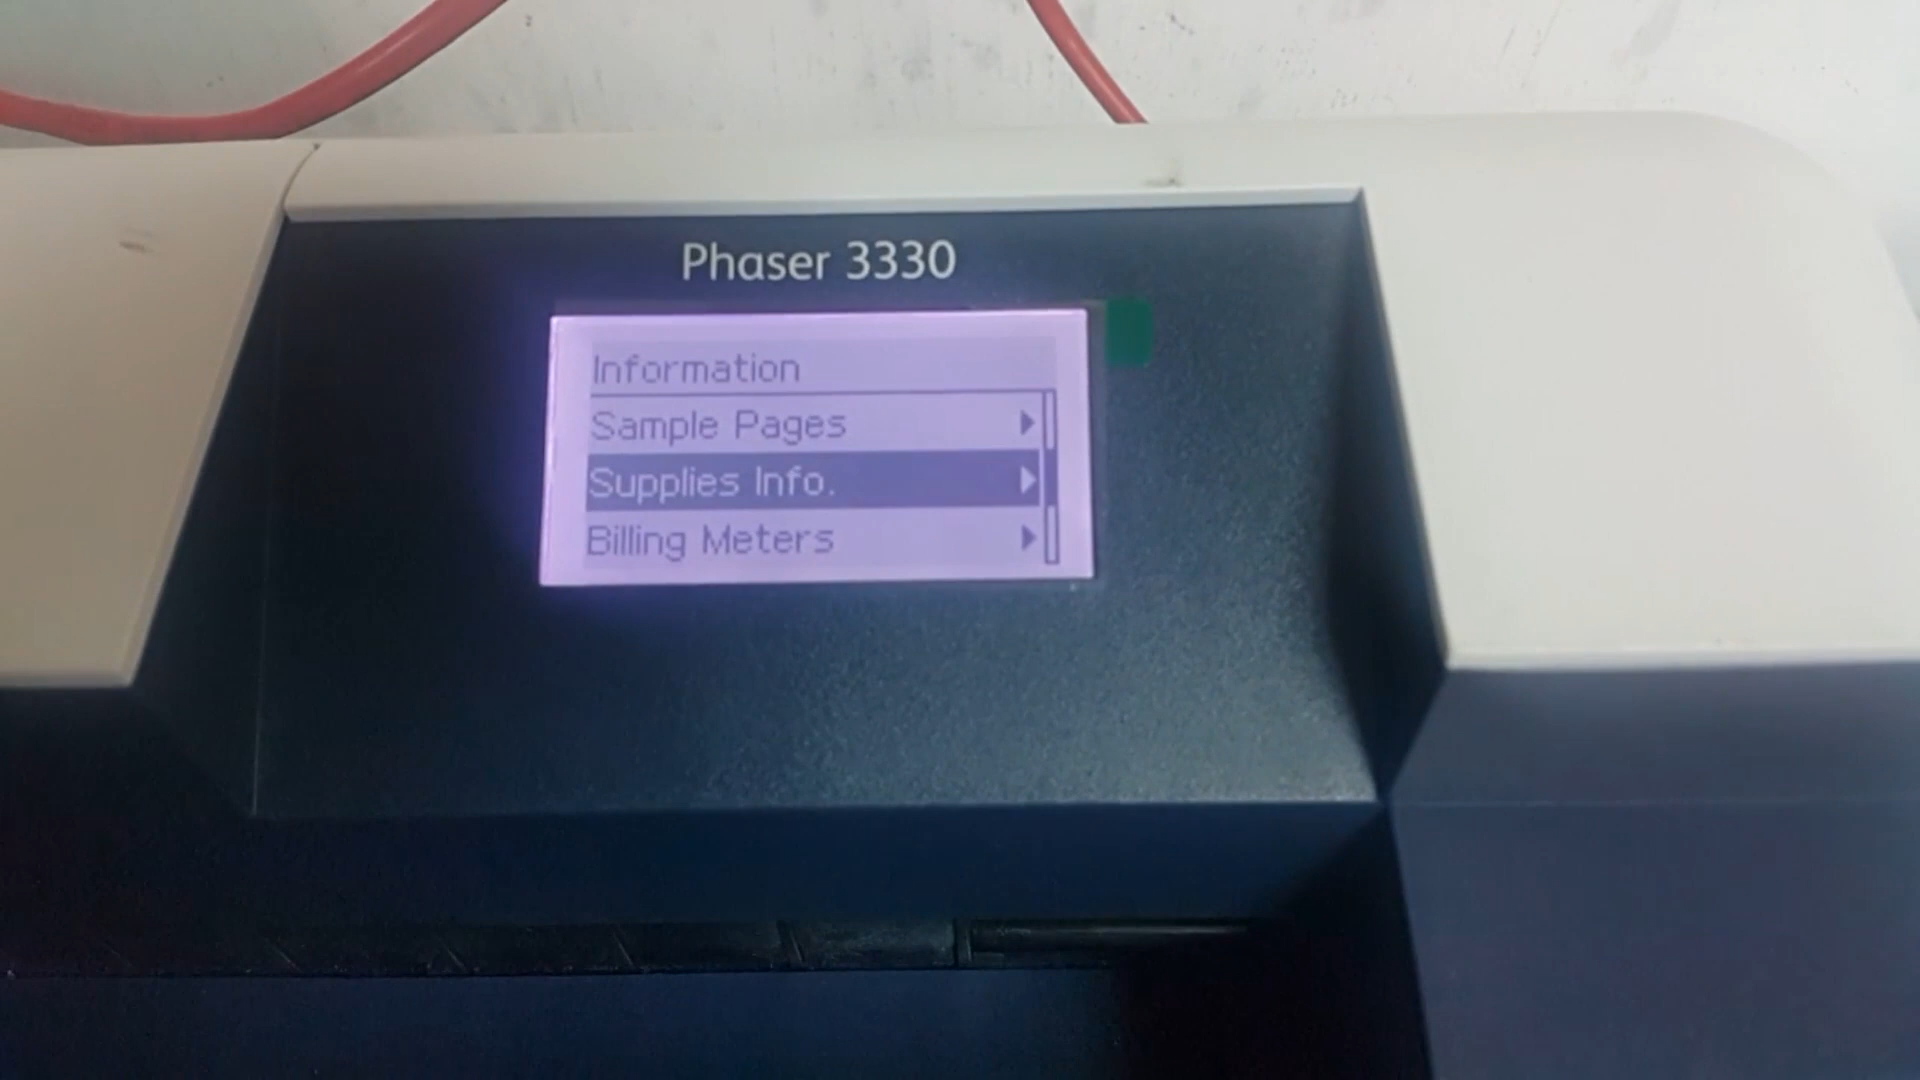 Phaser 3330
Information
Sample Pages
Supplies Info.
Billing Meters